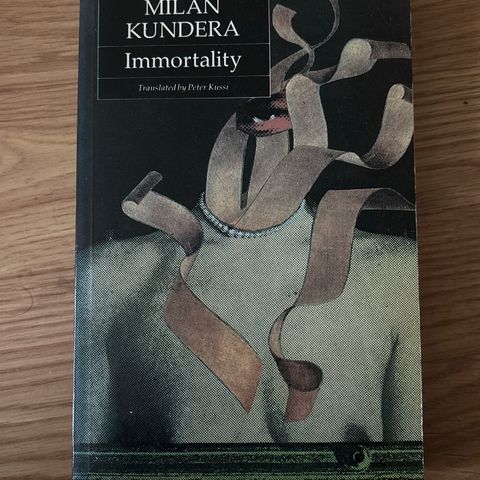 MILAN
KUNDERA
Immortality
Translated by Peter Kussi